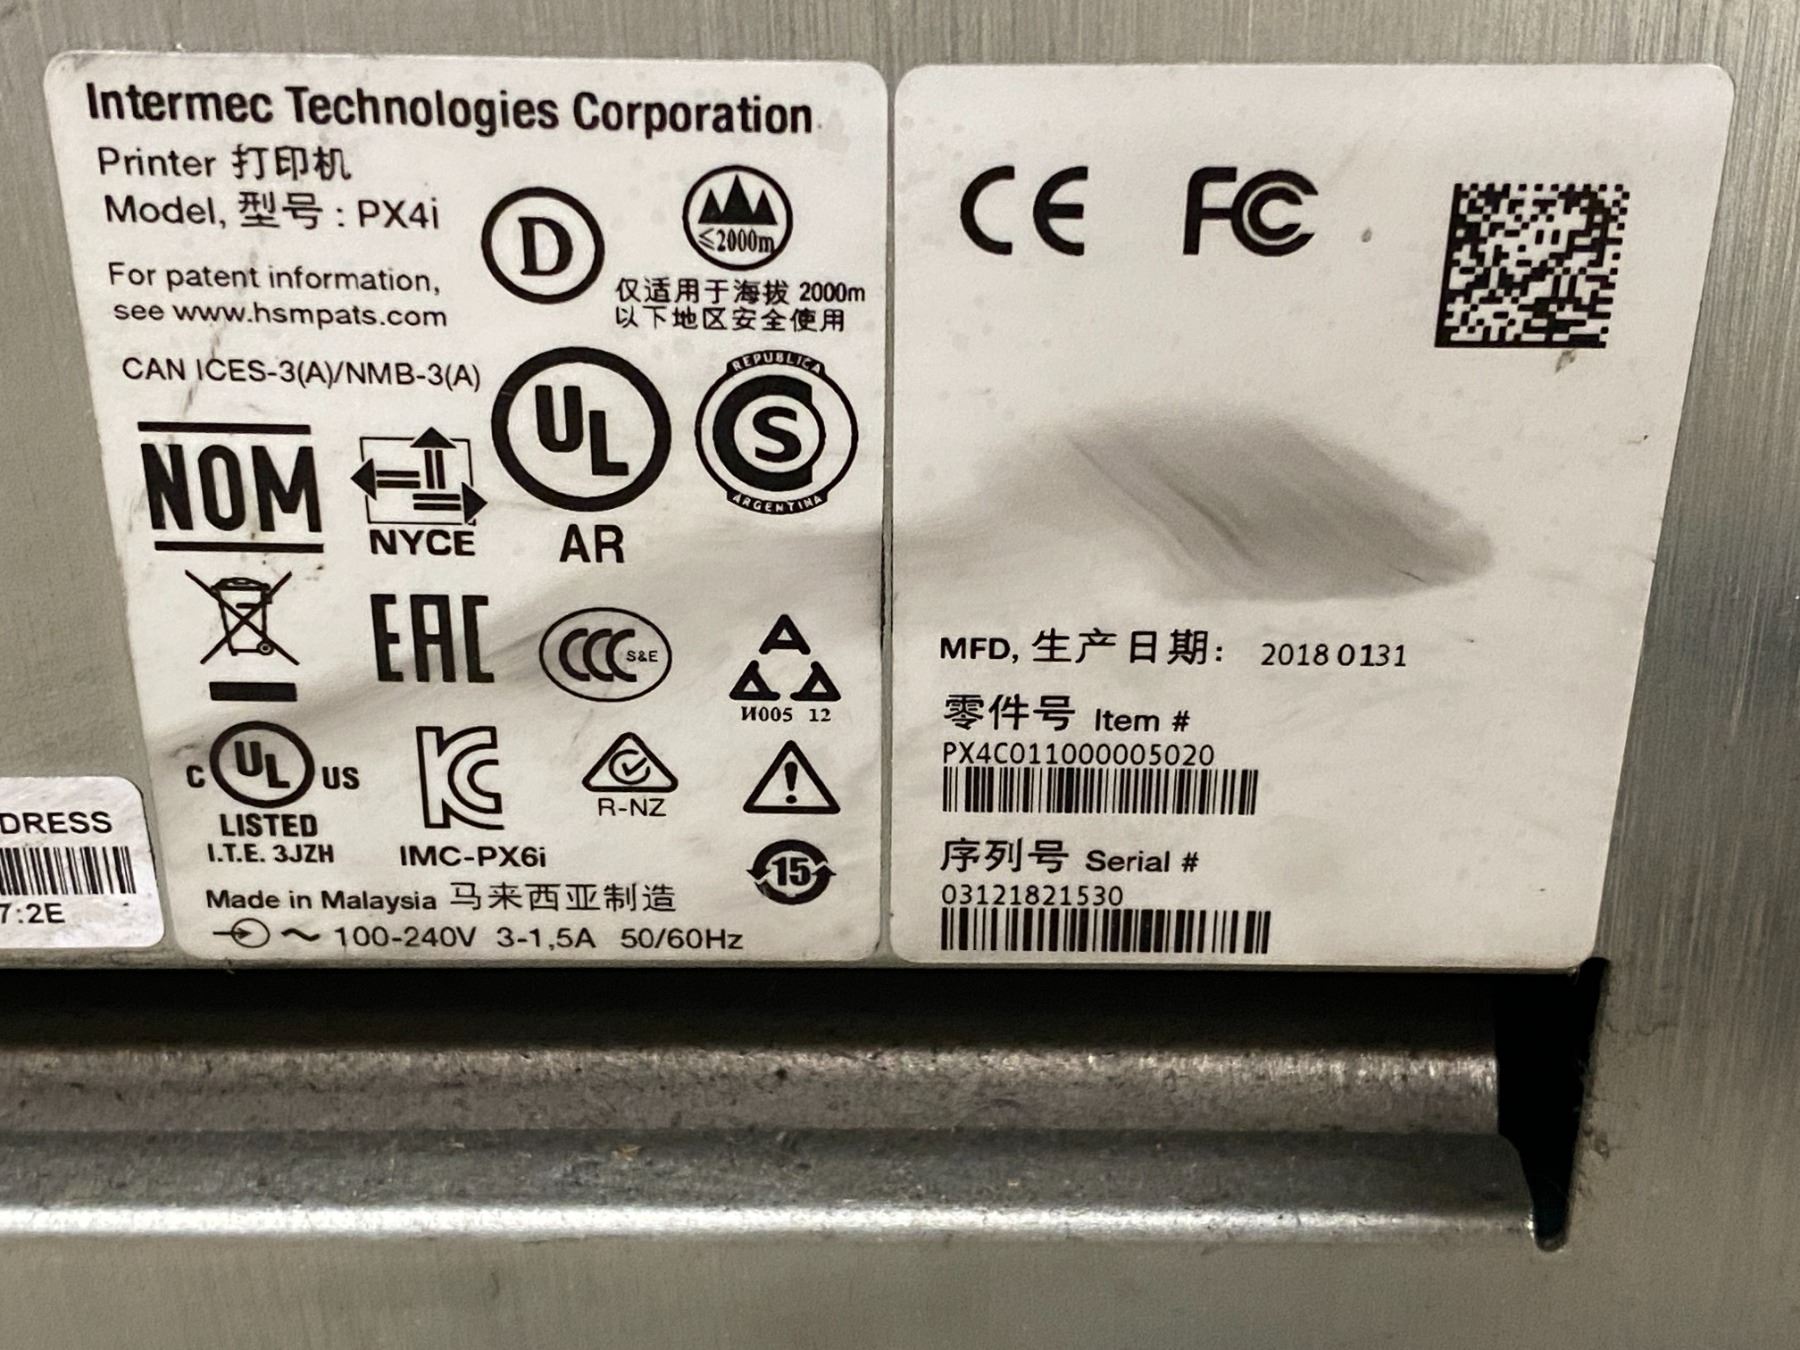 Intermec Technologies Corporation
Printer 打印机
Model, 型号 : PX4i
For patent information,
see www.hsmpats.com
D
≤2000m
仅适用于海拔 2000m
以下地区安全使用
CAN ICES-3(A)/NMB-3(A)
NOM
NYCE
UL
AR
REPUBLICA
S
ARGENTINA
EAC
CCC S&E
A
И005 12
C UL US
LISTED
I.T.E. 3JZH
KC
IMC-PX6i
R-NZ
15
Made in Malaysia 马来西亚制造
100-240V 3-1,5A 50/60Hz
DRESS
7:2E
CE FC
MFD, 生产日期: 2018 0131
零件号 Item #
PX4C011000005020
序列号 Serial #
03121821530